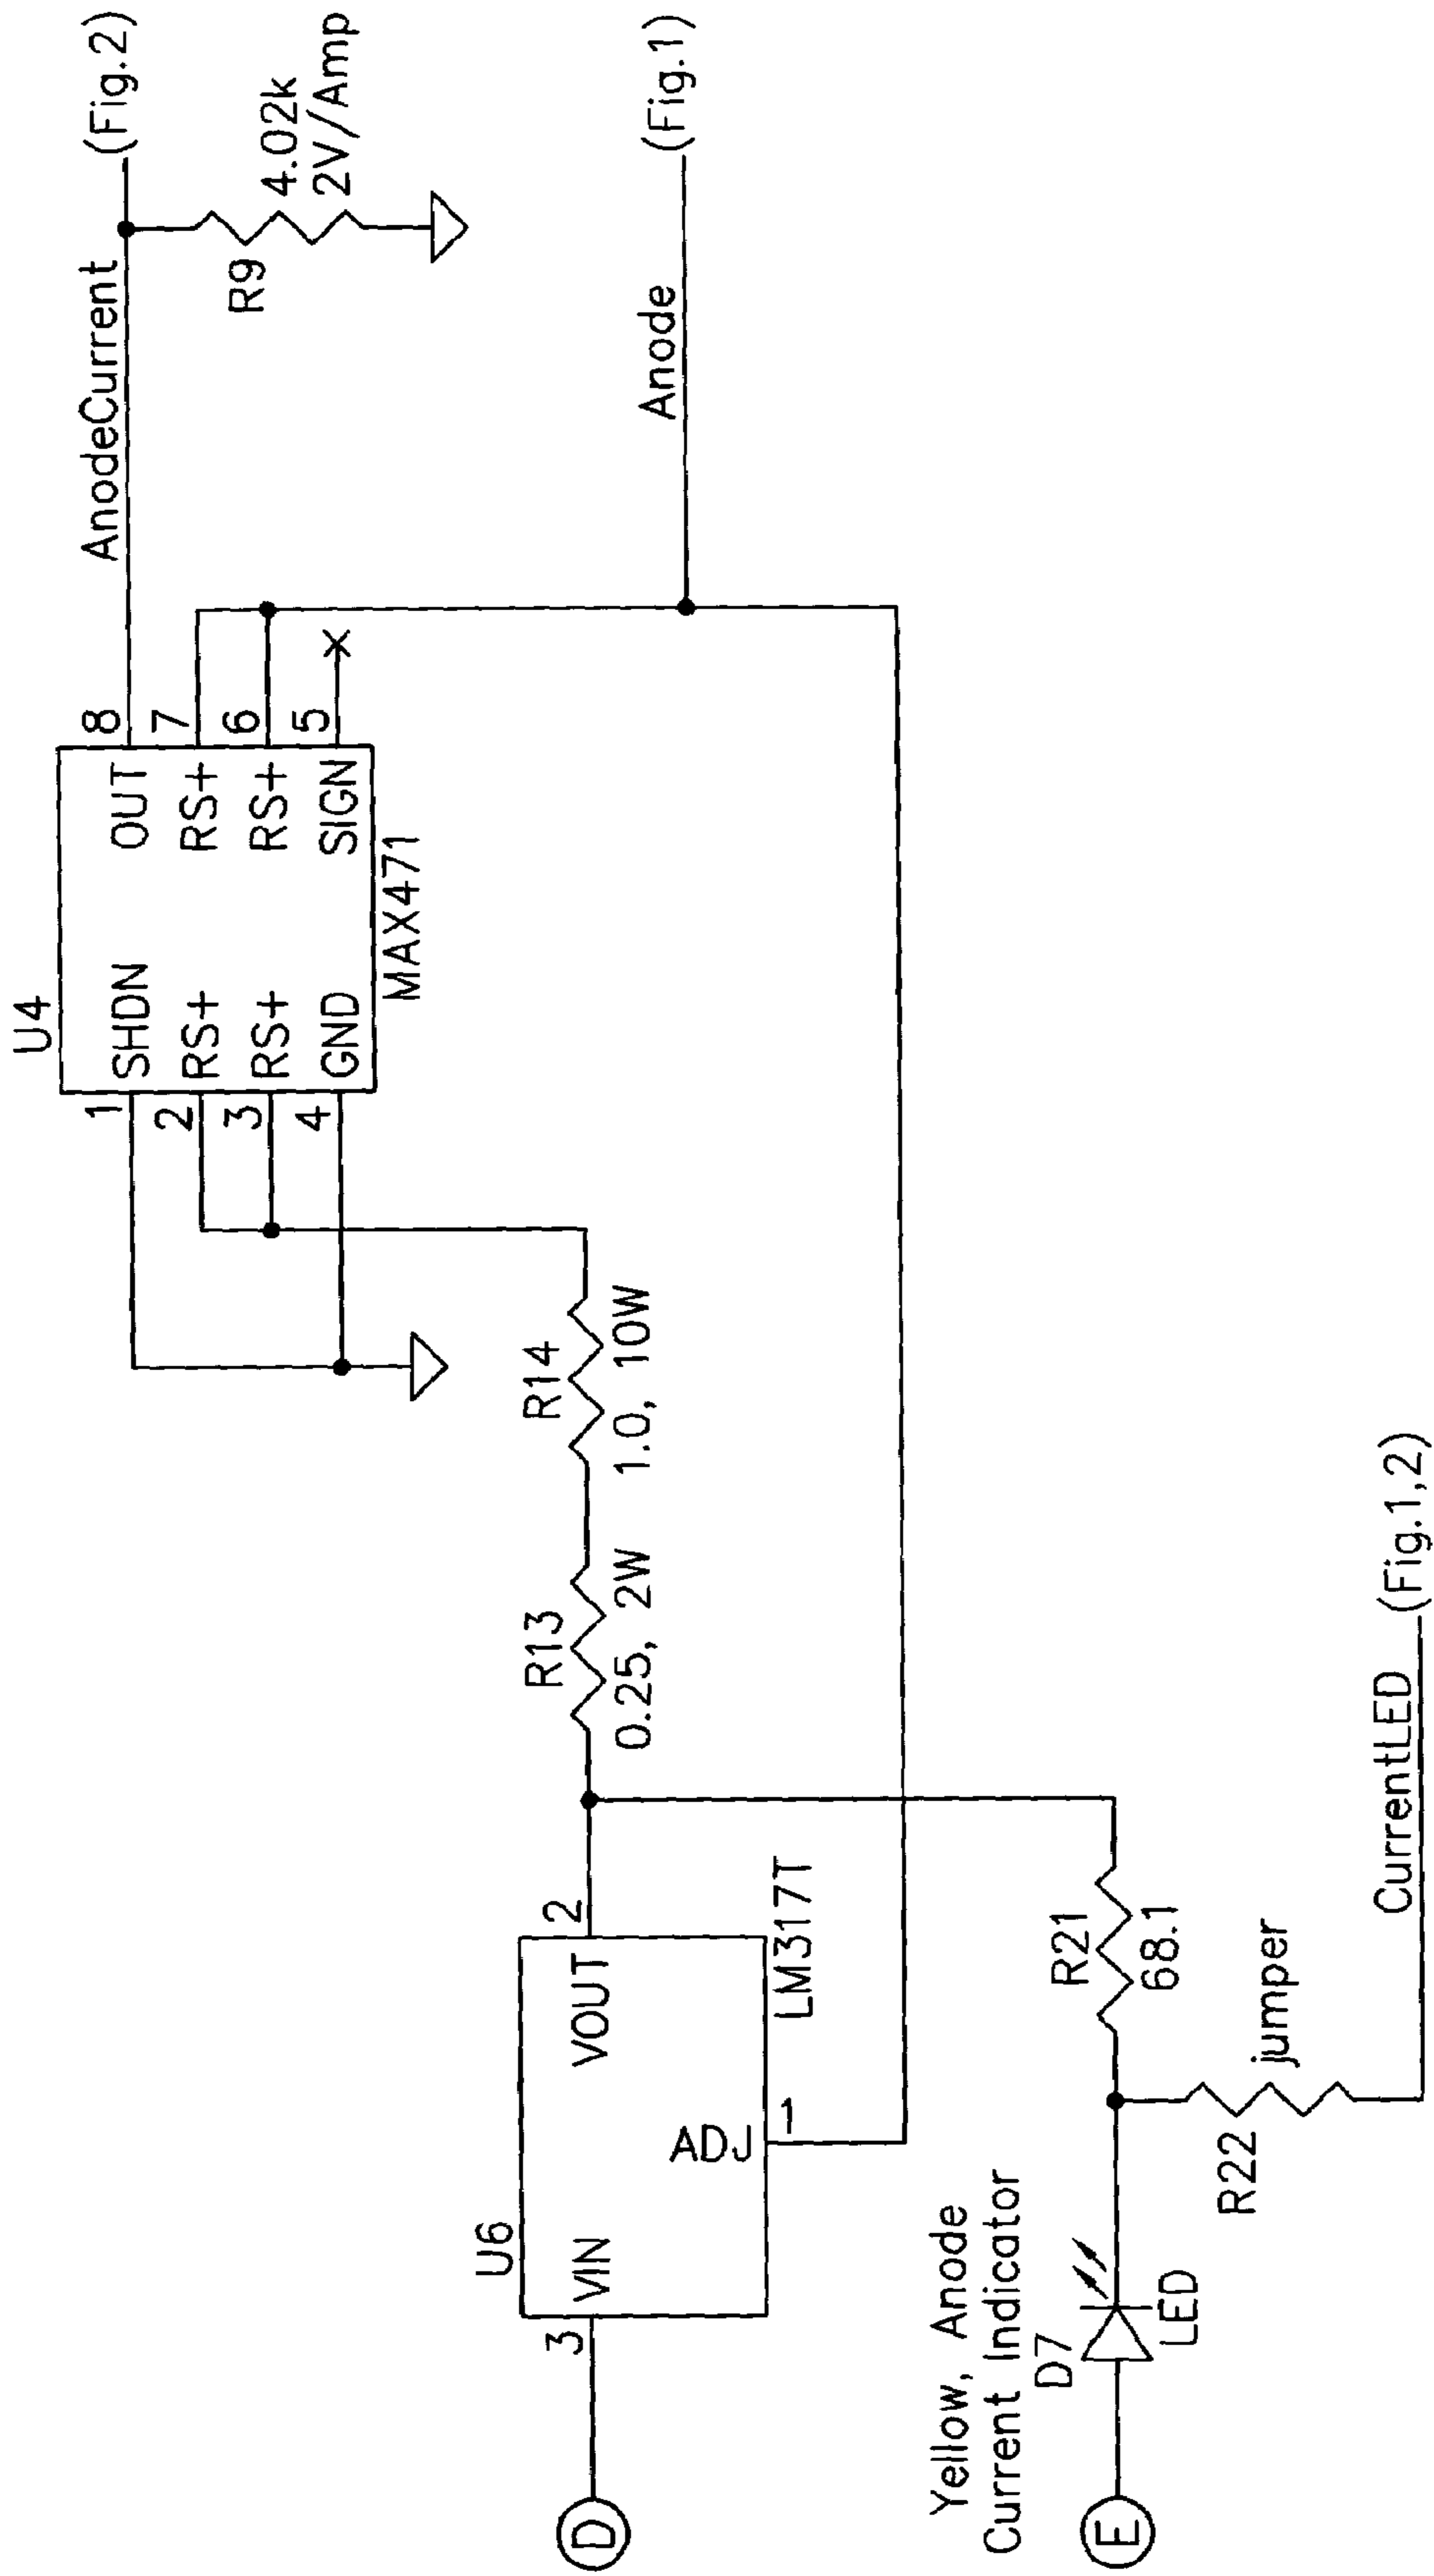 U4
1
SHDN
OUT
8
AnodeCurrent
(Fig.2)
2
RS+
RS+
7
3
RS+
RS+
6
4
GND
SIGN
5
MAX471
R9
4.02k
2V/Amp
U6
3
VIN
VOUT
2
ADJ
1
LM317T
R13
0.25, 2W
R14
1.0, 10W
Anode
(Fig.1)
D
Yellow, Anode
Current Indicator
D7
LED
E
R21
68.1
R22
jumper
CurrentLED
(Fig.1,2)